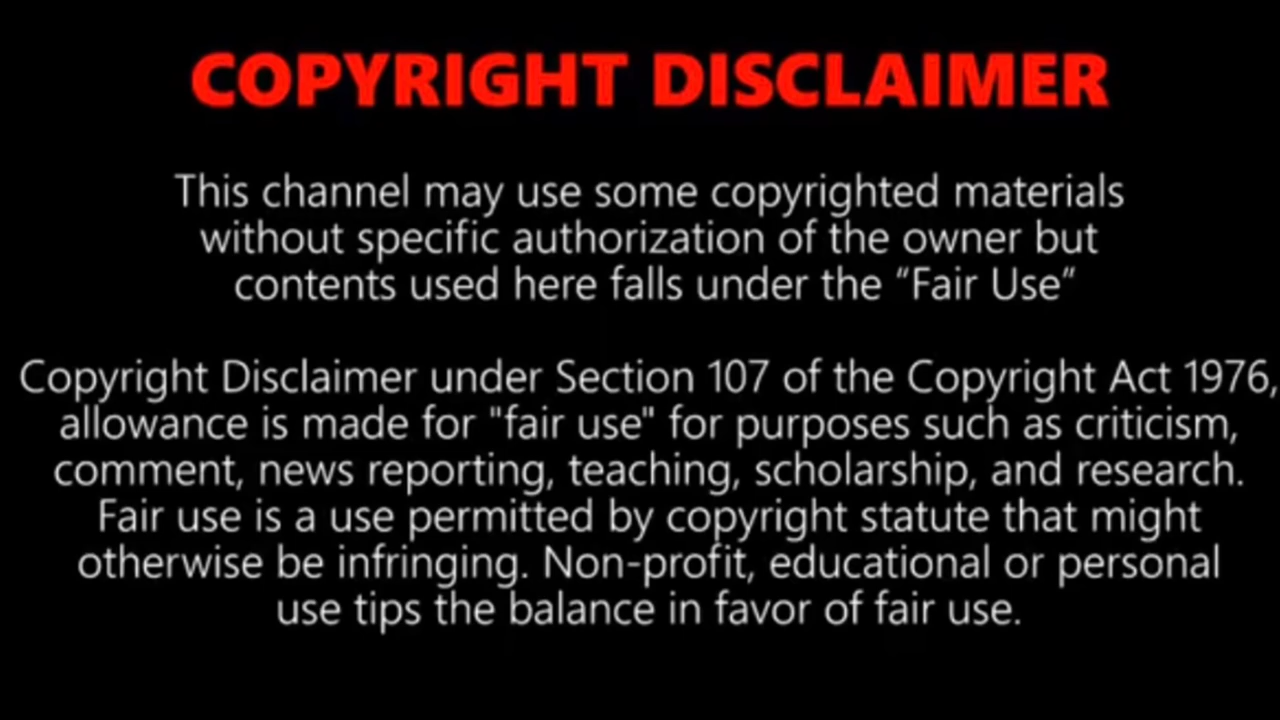 COPYRIGHT DISCLAIMER
This channel may use some copyrighted materials
without specific authorization of the owner but
contents used here falls under the “Fair Use”
Copyright Disclaimer under Section 107 of the Copyright Act 1976,
allowance is made for "fair use" for purposes such as criticism,
comment, news reporting, teaching, scholarship, and research.
Fair use is a use permitted by copyright statute that might
otherwise be infringing. Non-profit, educational or personal
use tips the balance in favor of fair use.